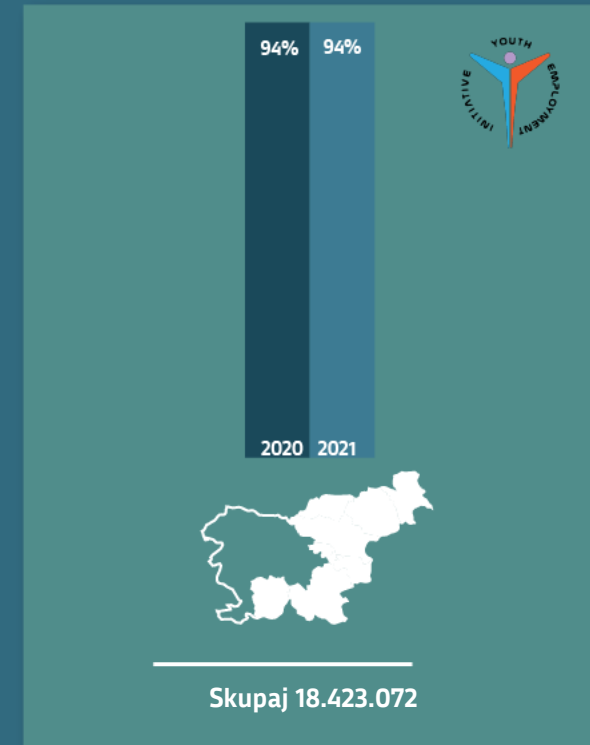 94% 94%
YOUTH
EMPLOYMENT
INITIATIVE
2020 2021
Skupaj 18.423.072